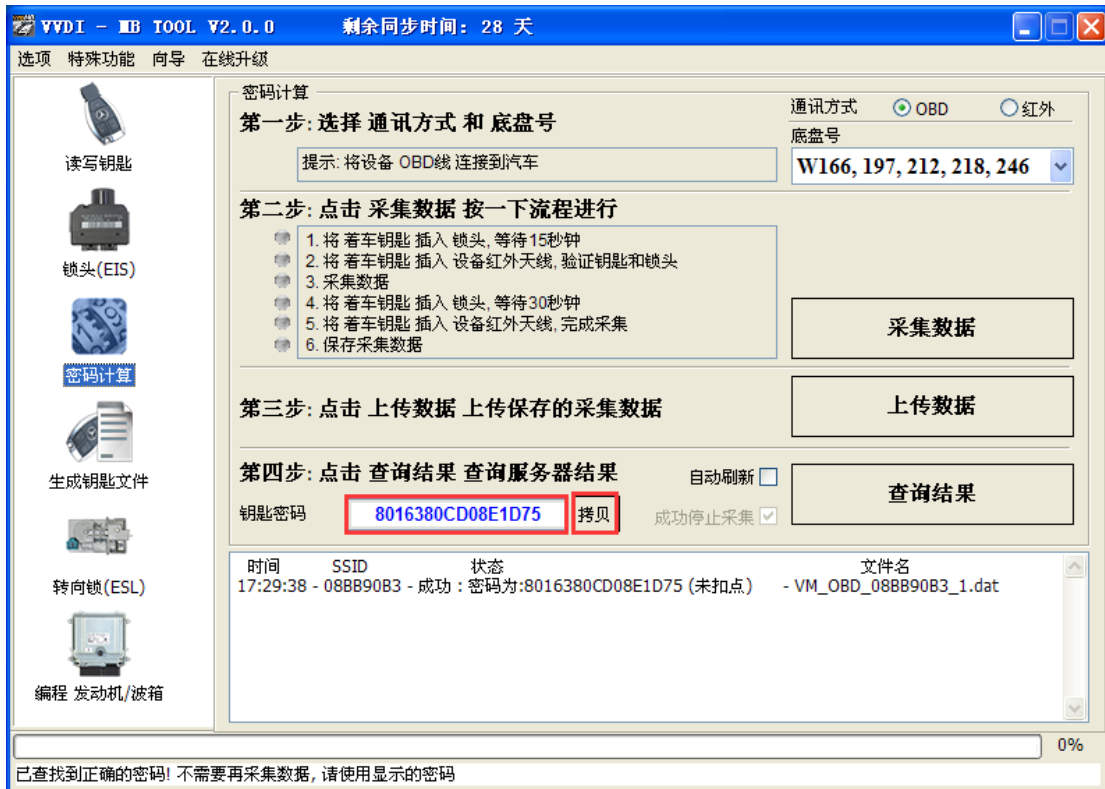 VVDI - MB TOOL V2.0.0 剩余同步时间: 28 天
选项 特殊功能 向导 在线升级
读写钥匙
锁头(EIS)
密码计算
生成钥匙文件
转向锁(ESL)
编程 发动机/波箱
密码计算
第一步: 选择 通讯方式 和 底盘号
通讯方式 OBD 红外
底盘号
提示: 将设备 OBD线 连接到汽车
W166, 197, 212, 218, 246
第二步: 点击 采集数据 按一下流程进行
1. 将 着车钥匙 插入 锁头, 等待15秒钟
2. 将 着车钥匙 插入 设备红外天线, 验证钥匙和锁头
3. 采集数据
4. 将 着车钥匙 插入 锁头, 等待30秒钟
5. 将 着车钥匙 插入 设备红外天线, 完成采集
6. 保存采集数据
采集数据
第三步: 点击 上传数据 上传保存的采集数据
上传数据
第四步: 点击 查询结果 查询服务器结果
自动刷新
查询结果
钥匙密码 8016380CD08E1D75 拷贝 成功停止采集
时间 SSID 状态 文件名
17:29:38 - 08BB90B3 - 成功 : 密码为:8016380CD08E1D75 (未扣点) - VM_OBD_08BB90B3_1.dat
0%
已查找到正确的密码! 不需要再采集数据, 请使用显示的密码